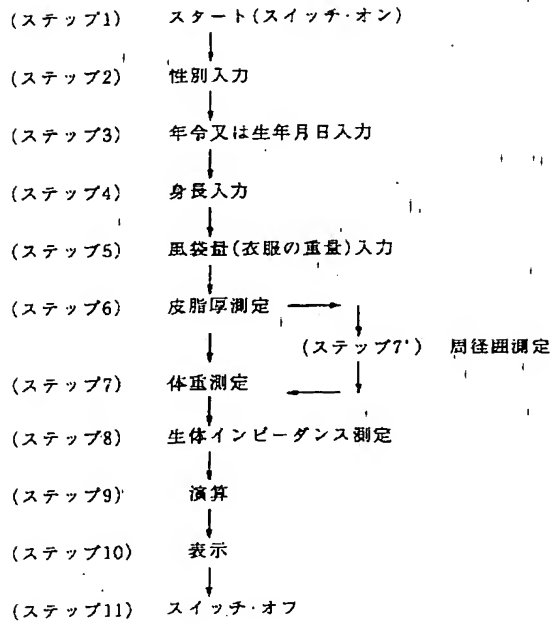 (ステップ1) スタート(スイッチ・オン)
(ステップ2) 性別入力
(ステップ3) 年令又は生年月日入力
(ステップ4) 身長入力
(ステップ5) 風袋量(衣服の重量)入力
(ステップ6) 皮脂厚測定
(ステップ7') 周径囲測定
(ステップ7) 体重測定
(ステップ8) 生体インピーダンス測定
(ステップ9) 演算
(ステップ10) 表示
(ステップ11) スイッチ・オフ